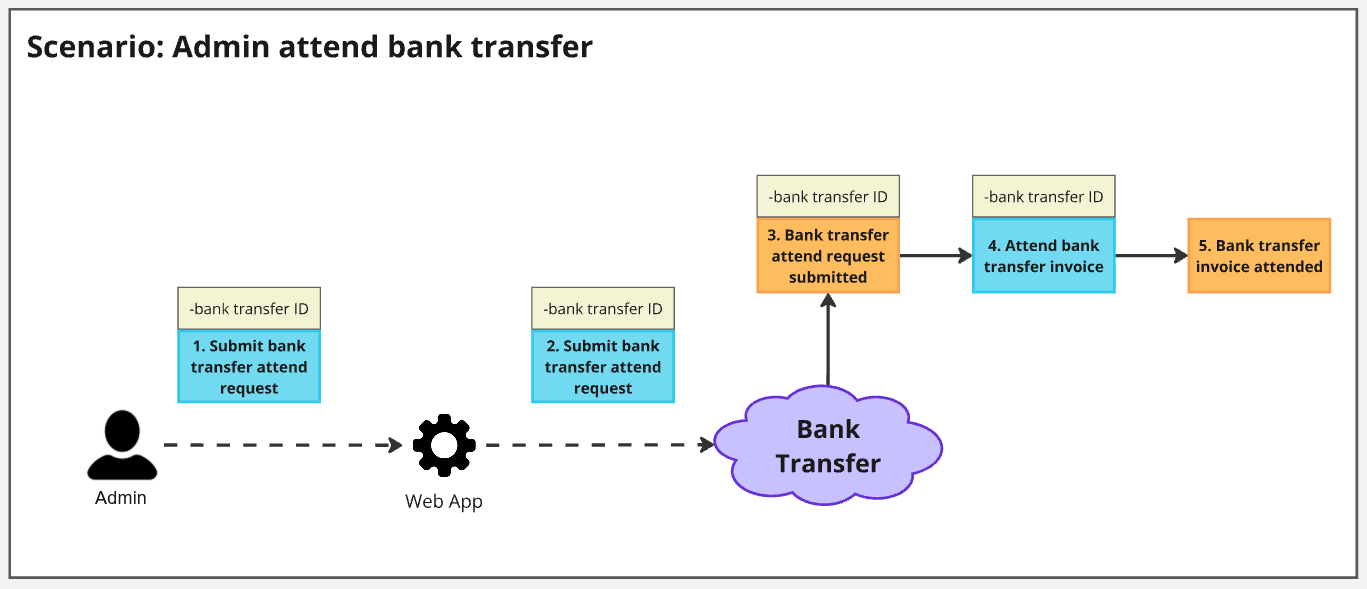 Scenario: Admin attend bank transfer
-bank transfer ID
1. Submit bank
transfer attend
request
Admin
Web App
-bank transfer ID
2. Submit bank
transfer attend
request
Bank
Transfer
-bank transfer ID
3. Bank transfer
attend request
submitted
-bank transfer ID
4. Attend bank
transfer invoice
5. Bank transfer
invoice attended